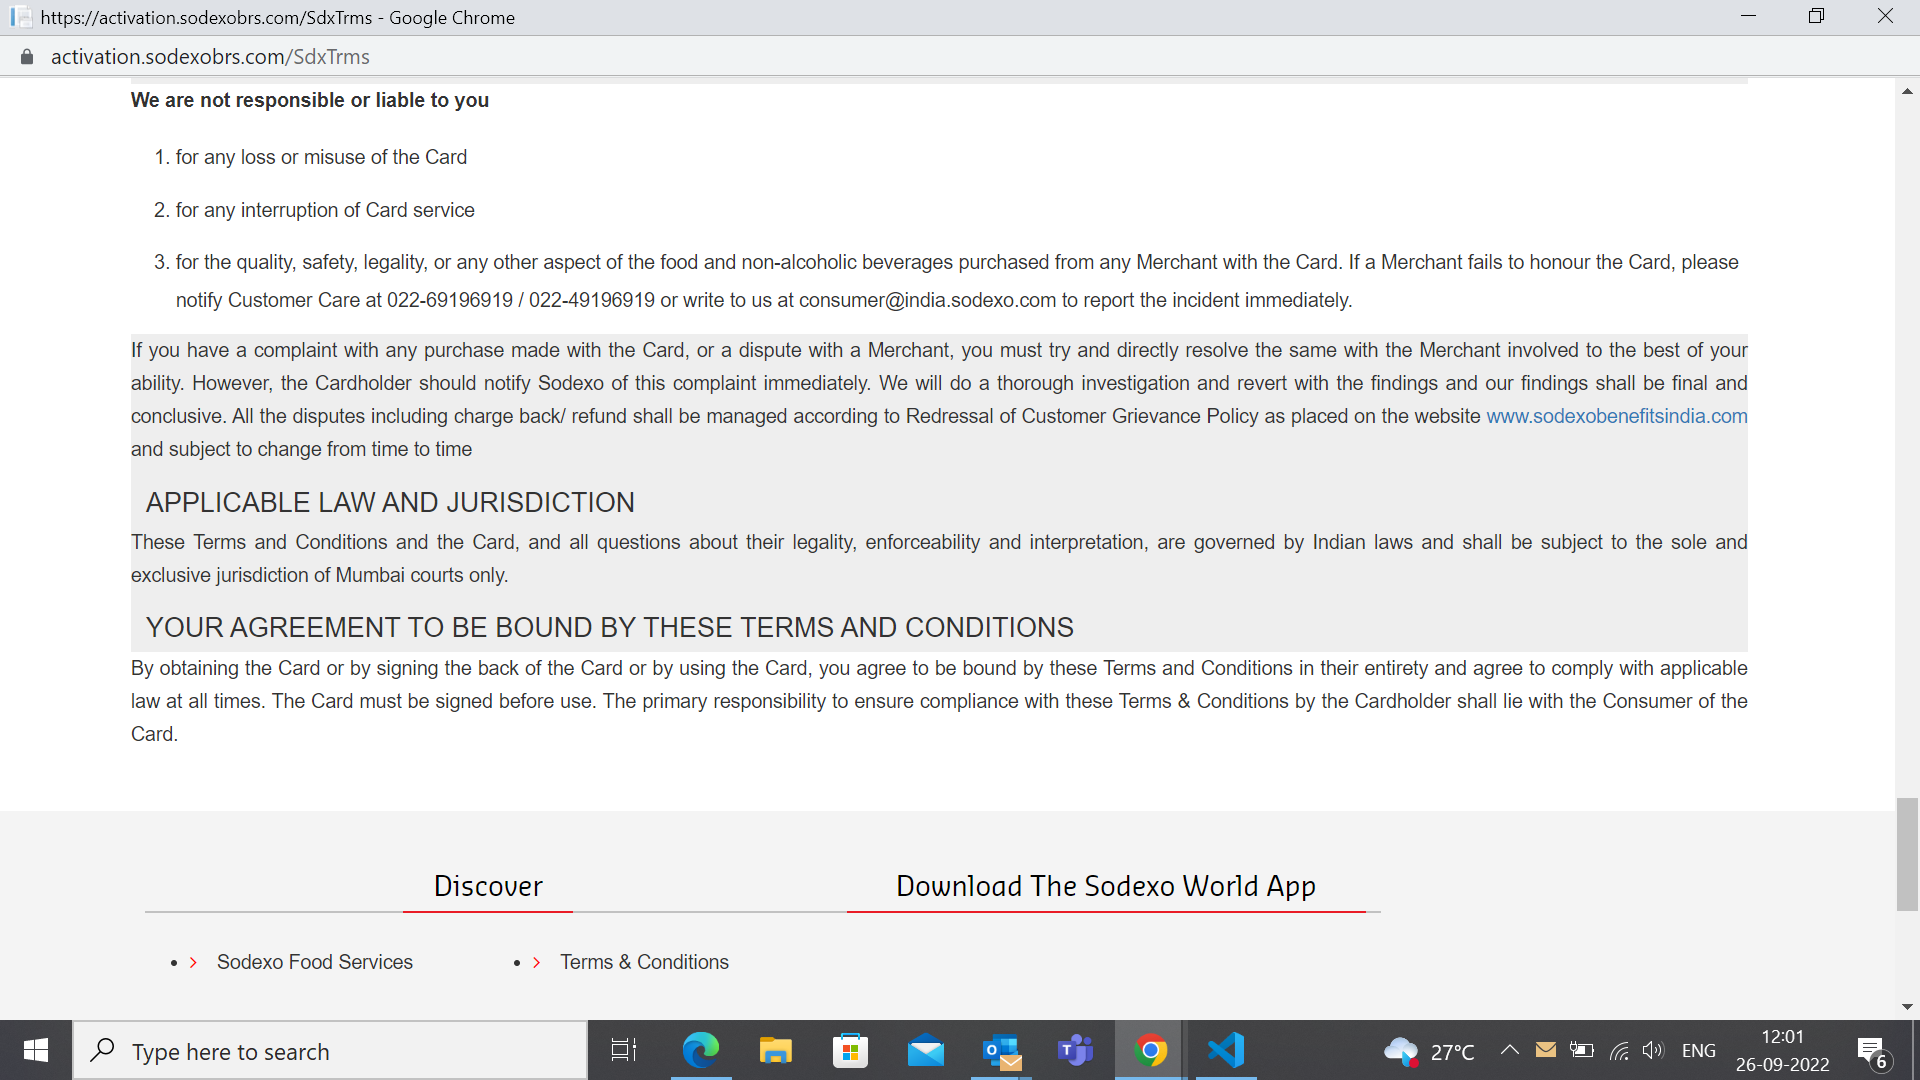 https://activation.sodexobrs.com/SdxTrms - Google Chrome
activation.sodexobrs.com/SdxTrms
We are not responsible or liable to you
1. for any loss or misuse of the Card
2. for any interruption of Card service
3. for the quality, safety, legality, or any other aspect of the food and non-alcoholic beverages purchased from any Merchant with the Card. If a Merchant fails to honour the Card, please
notify Customer Care at 022-69196919 / 022-49196919 or write to us at consumer@india.sodexo.com to report the incident immediately.
If you have a complaint with any purchase made with the Card, or a dispute with a Merchant, you must try and directly resolve the same with the Merchant involved to the best of your
ability. However, the Cardholder should notify Sodexo of this complaint immediately. We will do a thorough investigation and revert with the findings and our findings shall be final and
conclusive. All the disputes including charge back/ refund shall be managed according to Redressal of Customer Grievance Policy as placed on the website www.sodexobenefitsindia.com
and subject to change from time to time
APPLICABLE LAW AND JURISDICTION
These Terms and Conditions and the Card, and all questions about their legality, enforceability and interpretation, are governed by Indian laws and shall be subject to the sole and
exclusive jurisdiction of Mumbai courts only.
YOUR AGREEMENT TO BE BOUND BY THESE TERMS AND CONDITIONS
By obtaining the Card or by signing the back of the Card or by using the Card, you agree to be bound by these Terms and Conditions in their entirety and agree to comply with applicable
law at all times. The Card must be signed before use. The primary responsibility to ensure compliance with these Terms & Conditions by the Cardholder shall lie with the Consumer of the
Card.
Discover
Download The Sodexo World App
Sodexo Food Services
Terms & Conditions
Type here to search
27°C
ENG
12:01
26-09-2022
6